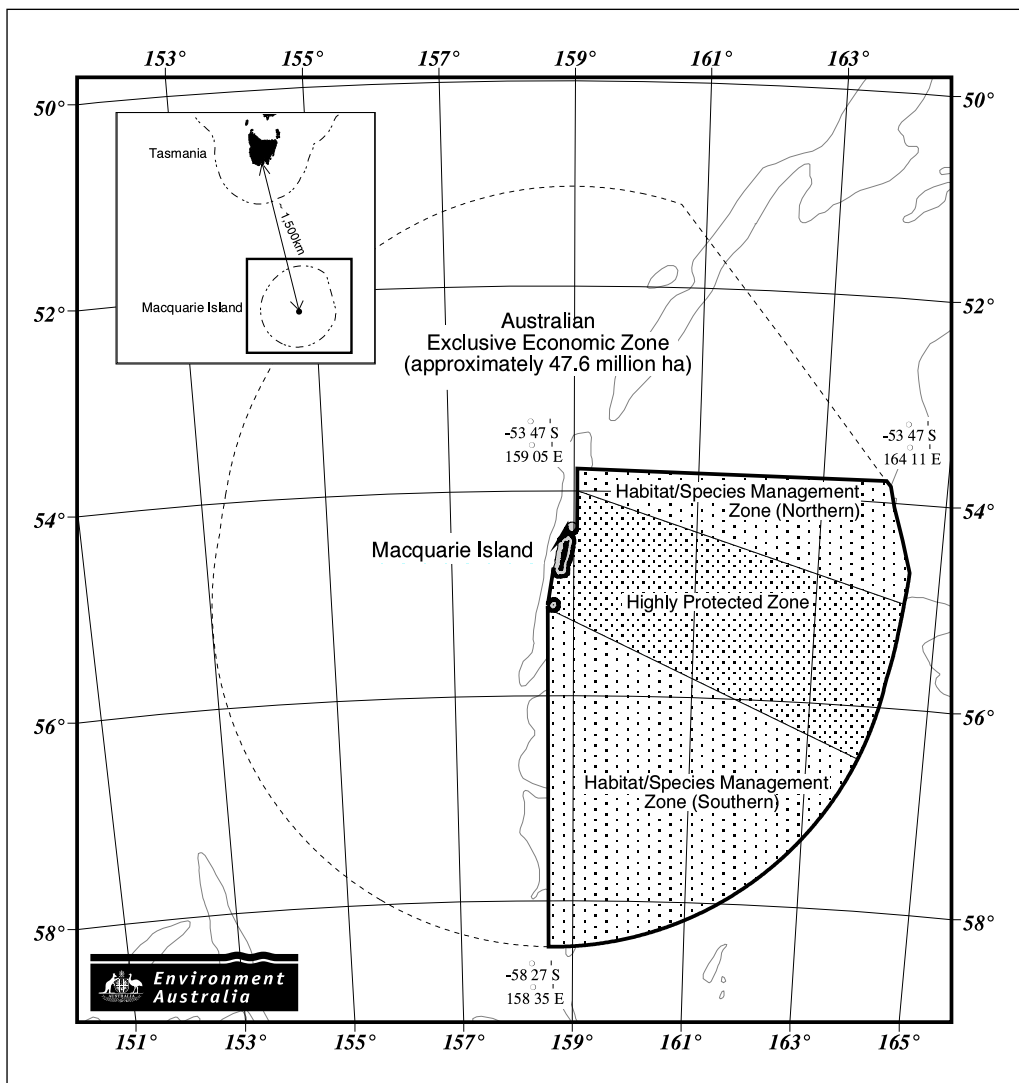 153° 155° 157° 159° 161° 163°
50° 50°
Tasmania
~ 1,500km
Macquarie Island
52° 52°
Australian
Exclusive Economic Zone
(approximately 47.6 million ha)
-53° 47' S
159° 05' E
-53° 47' S
164° 11' E
Habitat/Species Management
Zone (Northern)
54° 54°
Macquarie Island
Highly Protected Zone
56° 56°
Habitat/Species Management
Zone (Southern)
58° 58°
-58° 27' S
158° 35' E
Environment
Australia
AUSTRALIA
151° 153° 155° 157° 159° 161° 163° 165°